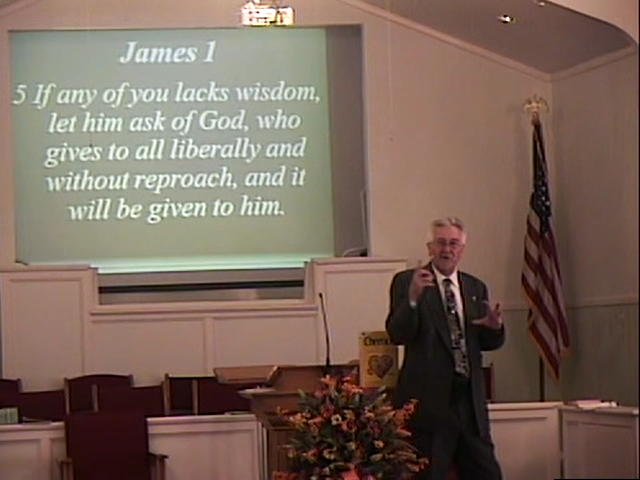 James 1
5 If any of you lacks wisdom,
let him ask of God, who
gives to all liberally and
without reproach, and it
will be given to him.